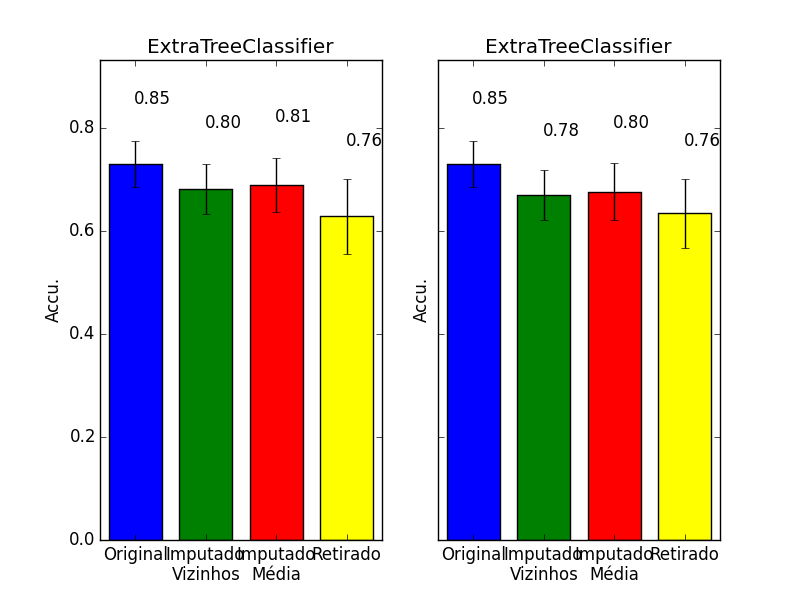 ExtraTreeClassifier
0.85
0.80
0.81
0.76
0.8
0.6
0.4
0.2
0.0
Accu.
Original
Imputado
Vizinhos
Imputado
Média
Retirado
ExtraTreeClassifier
0.85
0.78
0.80
0.76
Accu.
Original
Imputado
Vizinhos
Imputado
Média
Retirado